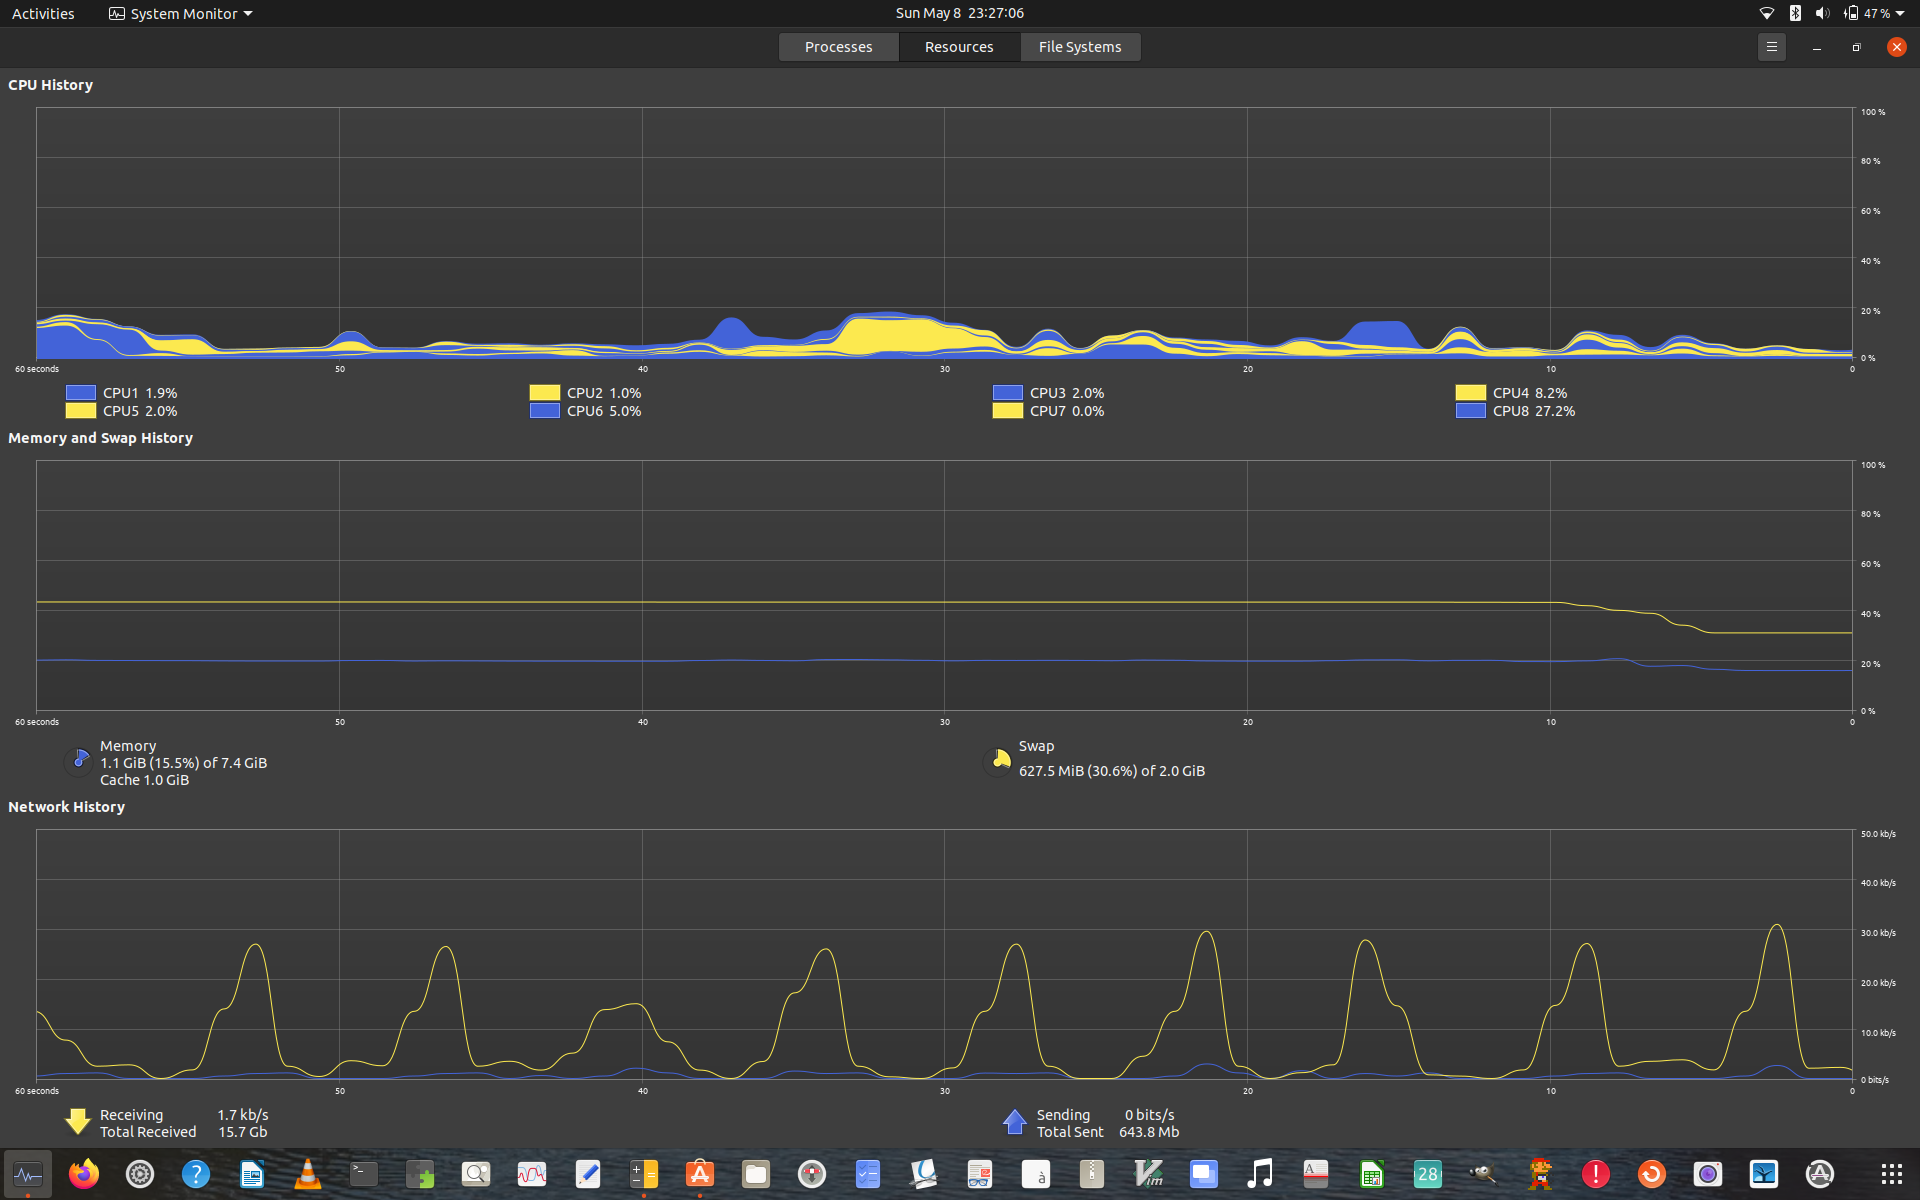 Activities System Monitor Sun May 8 23:27:06 47 %
Processes Resources File Systems
CPU History
100 %
80 %
60 %
40 %
20 %
0 %
60 seconds 50 40 30 20 10 0
CPU1 1.9% CPU2 1.0% CPU3 2.0% CPU4 8.2%
CPU5 2.0% CPU6 5.0% CPU7 0.0% CPU8 27.2%
Memory and Swap History
100 %
80 %
60 %
40 %
20 %
0 %
60 seconds 50 40 30 20 10 0
Memory
1.1 GiB (15.5%) of 7.4 GiB
Cache 1.0 GiB
Swap
627.5 MiB (30.6%) of 2.0 GiB
Network History
50.0 kb/s
40.0 kb/s
30.0 kb/s
20.0 kb/s
10.0 kb/s
0 bits/s
60 seconds 50 40 30 20 10 0
Receiving 1.7 kb/s
Total Received 15.7 Gb
Sending 0 bits/s
Total Sent 643.8 Mb
? >_ à Vim A 28 !